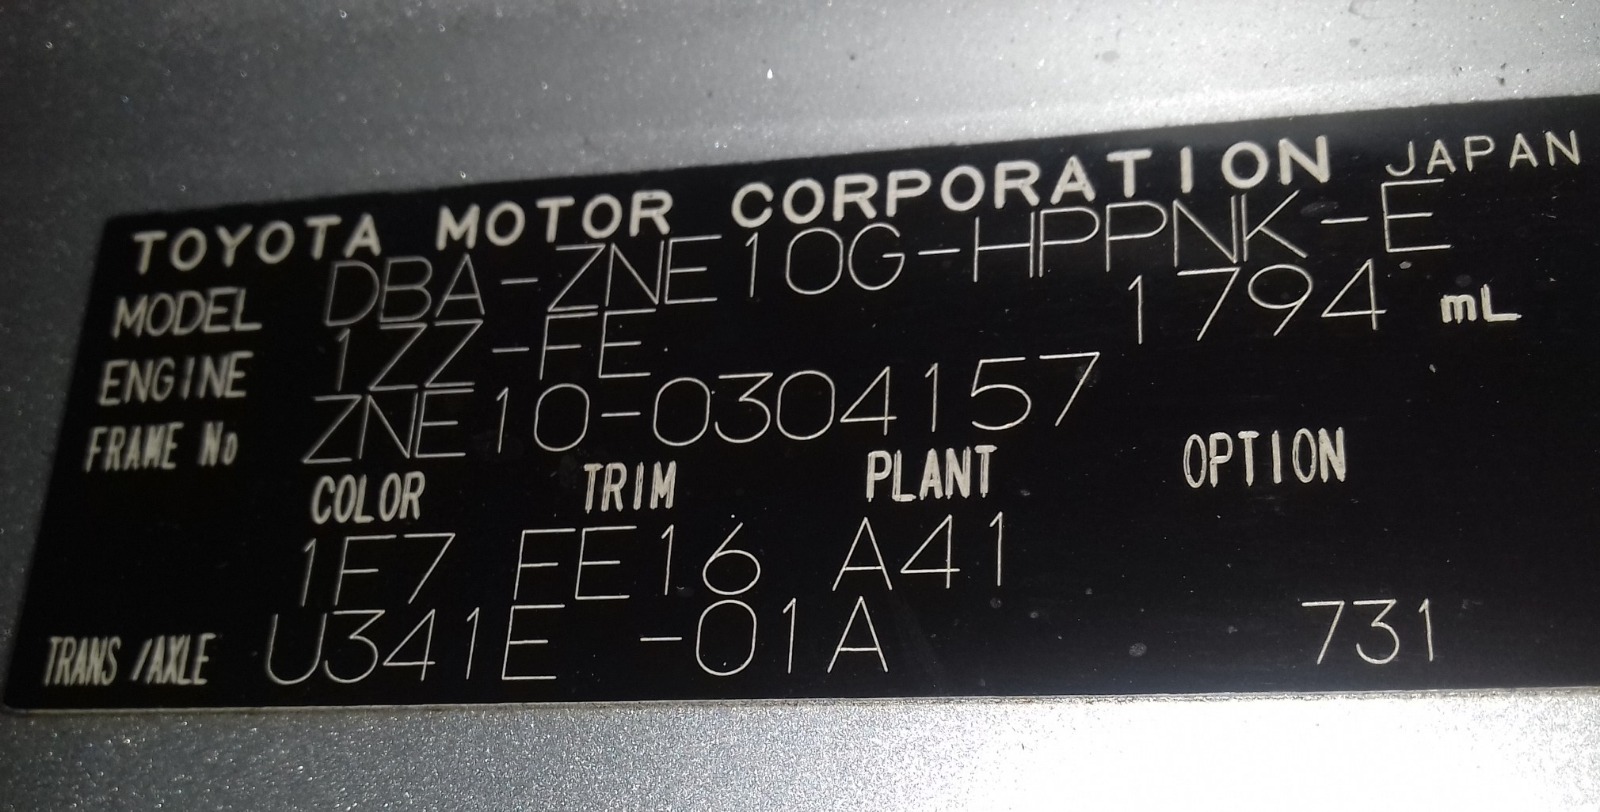 TOYOTA MOTOR CORPORATION JAPAN
MODEL DBA-ZNE10G-HPPNK-E
ENGINE 1ZZ-FE 1794 mL
FRAME No ZNE10-0304157
COLOR TRIM PLANT OPTION
1F7 FE16 A41
TRANS/AXLE U341E -01A 731